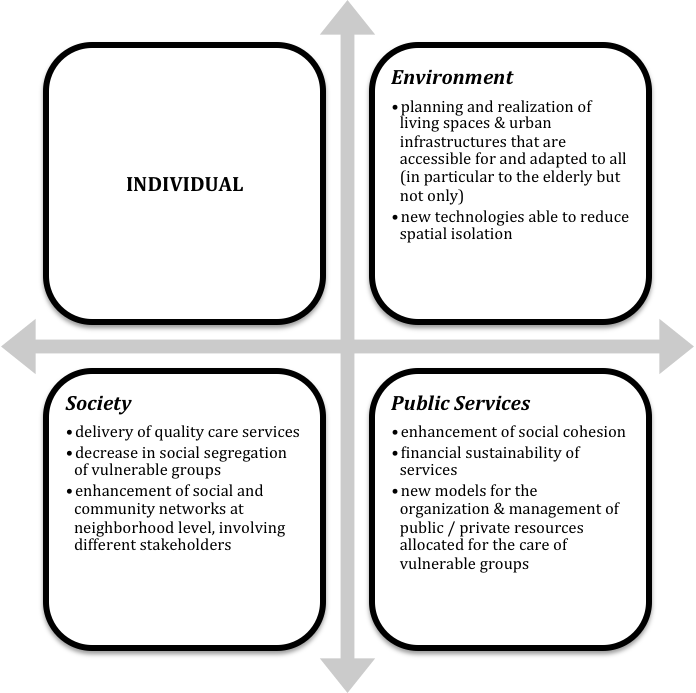 INDIVIDUAL
Environment
•planning and realization of
living spaces & urban
infrastructures that are
accessible for and adapted to all
(in particular to the elderly but
not only)
•new technologies able to reduce
spatial isolation
Society
•delivery of quality care services
•decrease in social segregation
of vulnerable groups
•enhancement of social and
community networks at
neighborhood level, involving
different stakeholders
Public Services
•enhancement of social cohesion
•financial sustainability of
services
•new models for the
organization & management of
public / private resources
allocated for the care of
vulnerable groups